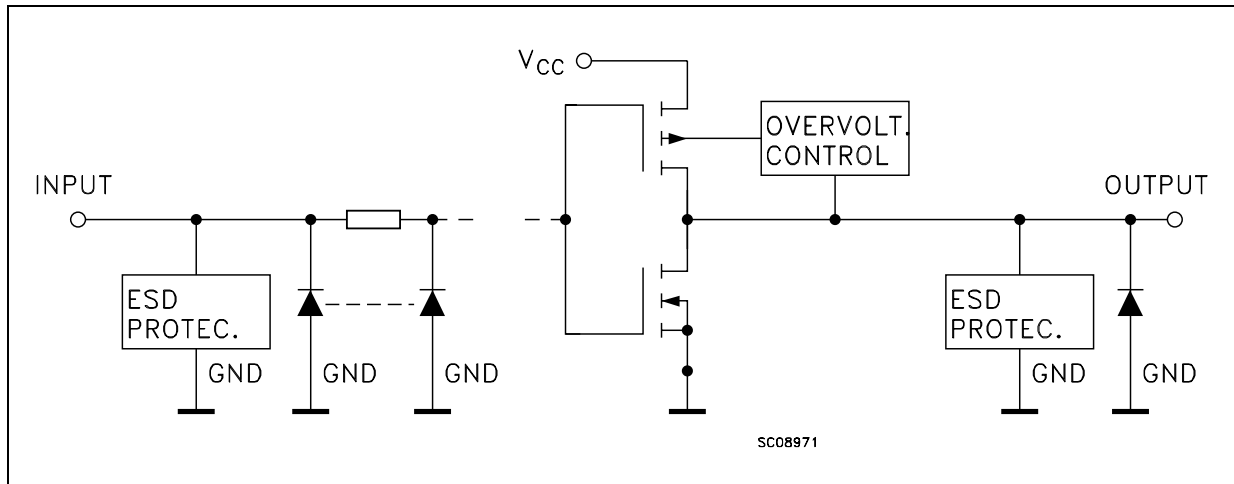 VCC
OVERVOLT.
CONTROL
INPUT
OUTPUT
ESD
PROTEC.
ESD
PROTEC.
GND
GND
GND
GND
GND
SC08971